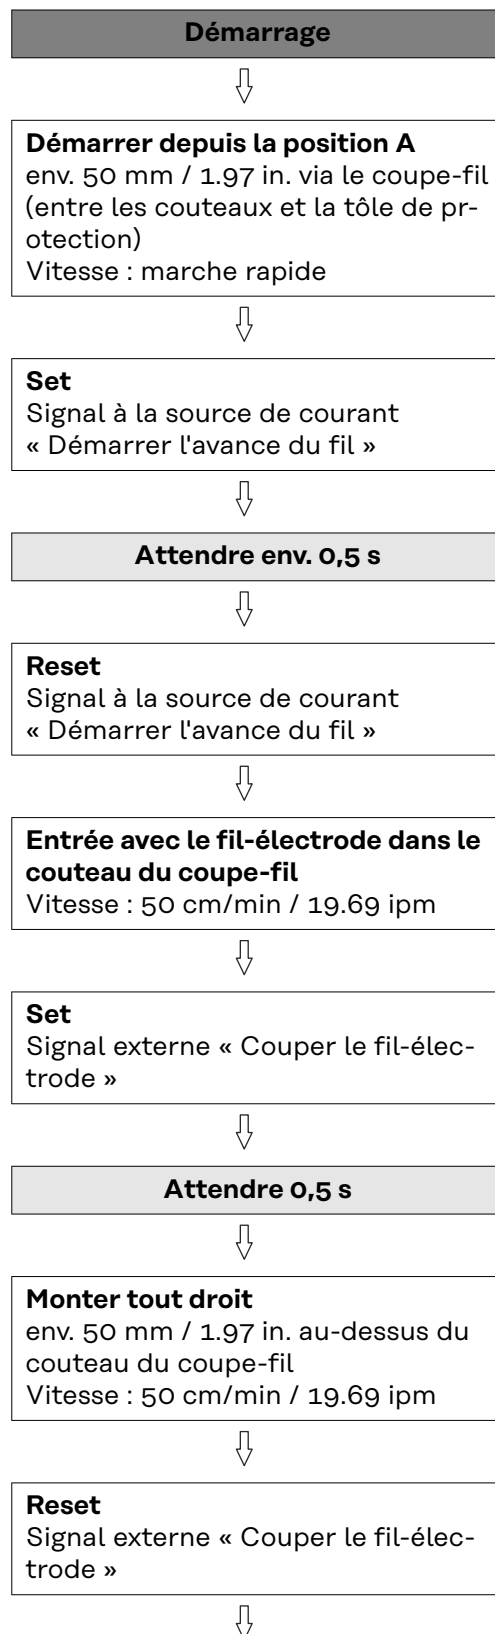 Démarrage
Démarrer depuis la position A
env. 50 mm / 1.97 in. via le coupe-fil
(entre les couteaux et la tôle de pr-
otection)
Vitesse : marche rapide
Set
Signal à la source de courant
« Démarrer l'avance du fil »
Attendre env. 0,5 s
Reset
Signal à la source de courant
« Démarrer l'avance du fil »
Entrée avec le fil-électrode dans le
couteau du coupe-fil
Vitesse : 50 cm/min / 19.69 ipm
Set
Signal externe « Couper le fil-élec-
trode »
Attendre 0,5 s
Monter tout droit
env. 50 mm / 1.97 in. au-dessus du
couteau du coupe-fil
Vitesse : 50 cm/min / 19.69 ipm
Reset
Signal externe « Couper le fil-élec-
trode »